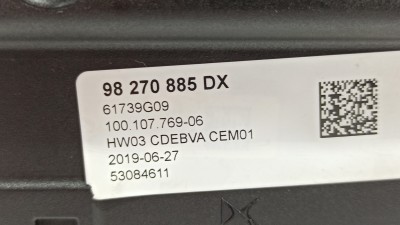 98 270 885 DX
61739G09
100.107.769-06
HW03 CDEBVA CEM01
2019-06-27
53084611